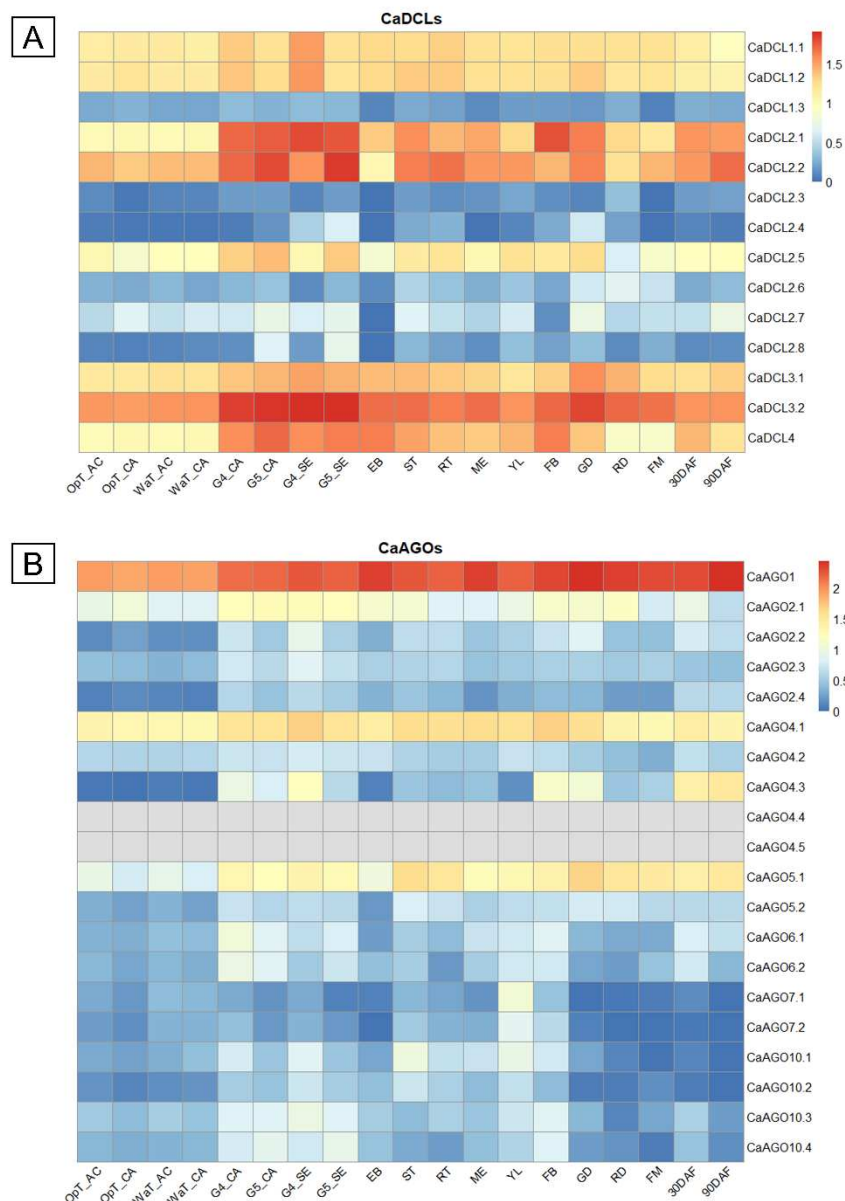 A
CaDCLs
CaDCL1.1
CaDCL1.2
CaDCL1.3
CaDCL2.1
CaDCL2.2
CaDCL2.3
CaDCL2.4
CaDCL2.5
CaDCL2.6
CaDCL2.7
CaDCL2.8
CaDCL3.1
CaDCL3.2
CaDCL4
1.5
1
0.5
0
OpT_AC OpT_CA WaT_AC WaT_CA G4_CA G5_CA G4_SE G5_SE EB ST RT ME YL FB GD RD FM 30DAF 90DAF
B
CaAGOs
CaAGO1
CaAGO2.1
CaAGO2.2
CaAGO2.3
CaAGO2.4
CaAGO4.1
CaAGO4.2
CaAGO4.3
CaAGO4.4
CaAGO4.5
CaAGO5.1
CaAGO5.2
CaAGO6.1
CaAGO6.2
CaAGO7.1
CaAGO7.2
CaAGO10.1
CaAGO10.2
CaAGO10.3
CaAGO10.4
2
1.5
1
0.5
0
OpT_AC OpT_CA WaT_AC WaT_CA G4_CA G5_CA G4_SE G5_SE EB ST RT ME YL FB GD RD FM 30DAF 90DAF